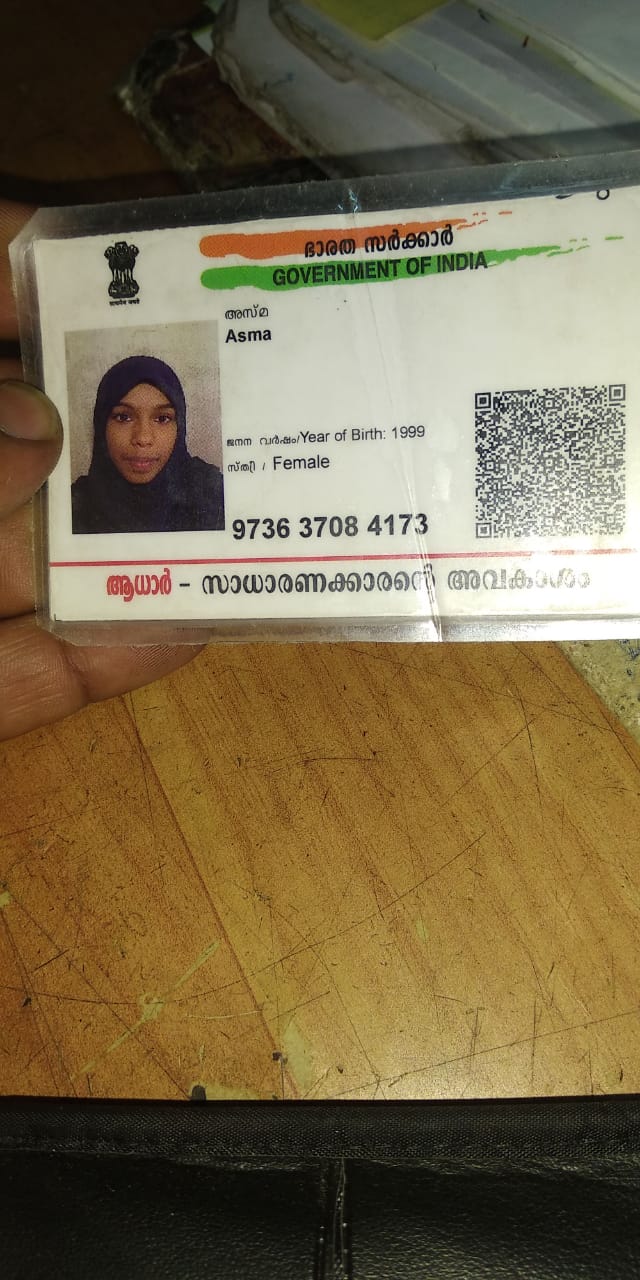 ഭാരത സർക്കാർ
GOVERNMENT OF INDIA
അസ്മ
Asma
ജനന വർഷം/Year of Birth: 1999
സ്ത്രീ / Female
9736 3708 4173
ആധാർ – സാധാരണക്കാരന്റെ അവകാശം